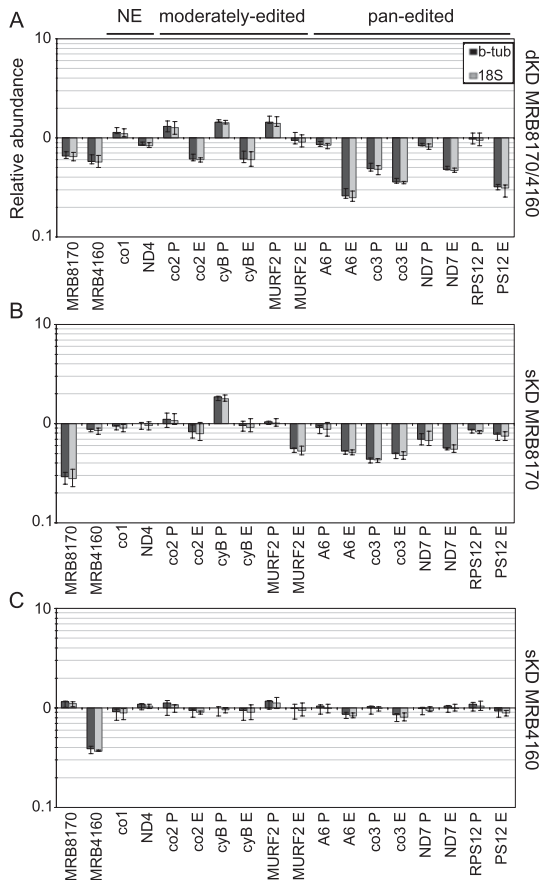 A
NE moderately-edited pan-edited
10
b-tub
18S
0
0.1
Relative abundance
dKD MRB8170/4160
MRB8170 MRB4160 co1 ND4 co2 P co2 E cyB P cyB E MURF2 P MURF2 E A6 P A6 E co3 P co3 E ND7 P ND7 E RPS12 P PS12 E
B
10
0
0.1
sKD MRB8170
MRB8170 MRB4160 co1 ND4 co2 P co2 E cyB P cyB E MURF2 P MURF2 E A6 P A6 E co3 P co3 E ND7 P ND7 E RPS12 P PS12 E
C
10
0
0.1
sKD MRB4160
MRB8170 MRB4160 co1 ND4 co2 P co2 E cyB P cyB E MURF2 P MURF2 E A6 P A6 E co3 P co3 E ND7 P ND7 E RPS12 P PS12 E